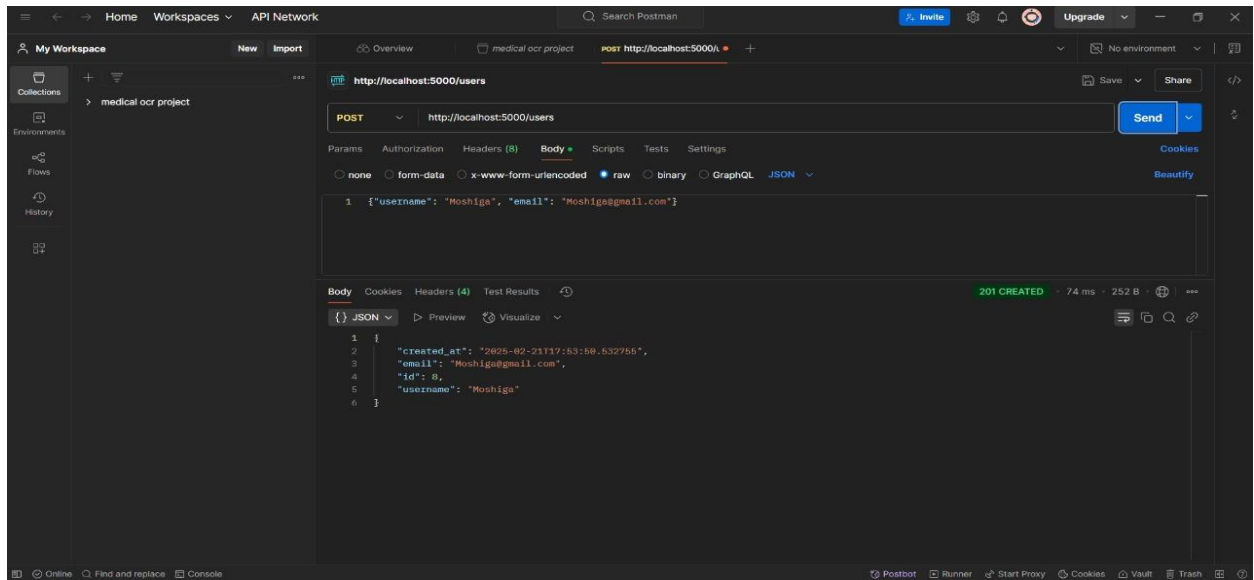 Home Workspaces API Network Search Postman Invite Upgrade
My Workspace New Import Overview medical ocr project POST http://localhost:5000/u No environment
Collections
medical ocr project
Environments
Flows
History
http://localhost:5000/users Save Share
POST http://localhost:5000/users Send
Params Authorization Headers (8) Body Scripts Tests Settings Cookies
none form-data x-www-form-urlencoded raw binary GraphQL JSON Beautify
1 {"username": "Moshiga", "email": "Moshiga@gmail.com"}
Body Cookies Headers (4) Test Results 201 CREATED 74 ms 252 B
{} JSON Preview Visualize
1 {
2 "created_at": "2025-02-21T17:53:50.532755",
3 "email": "Moshiga@gmail.com",
4 "id": 8,
5 "username": "Moshiga"
6 }
Online Find and replace Console Postbot Runner Start Proxy Cookies Vault Trash